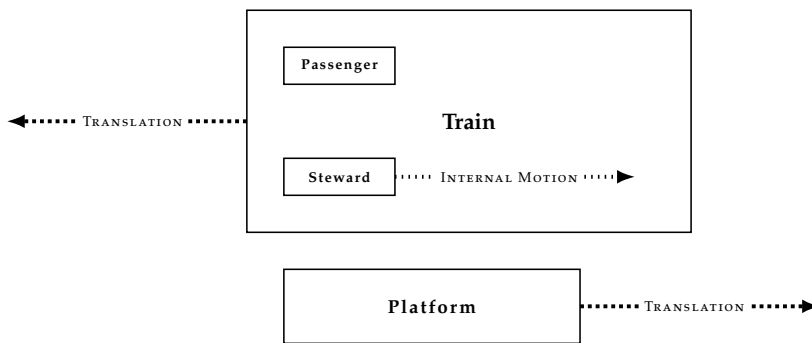 Passenger
Train
TRANSLATION
Steward
INTERNAL MOTION
Platform
TRANSLATION